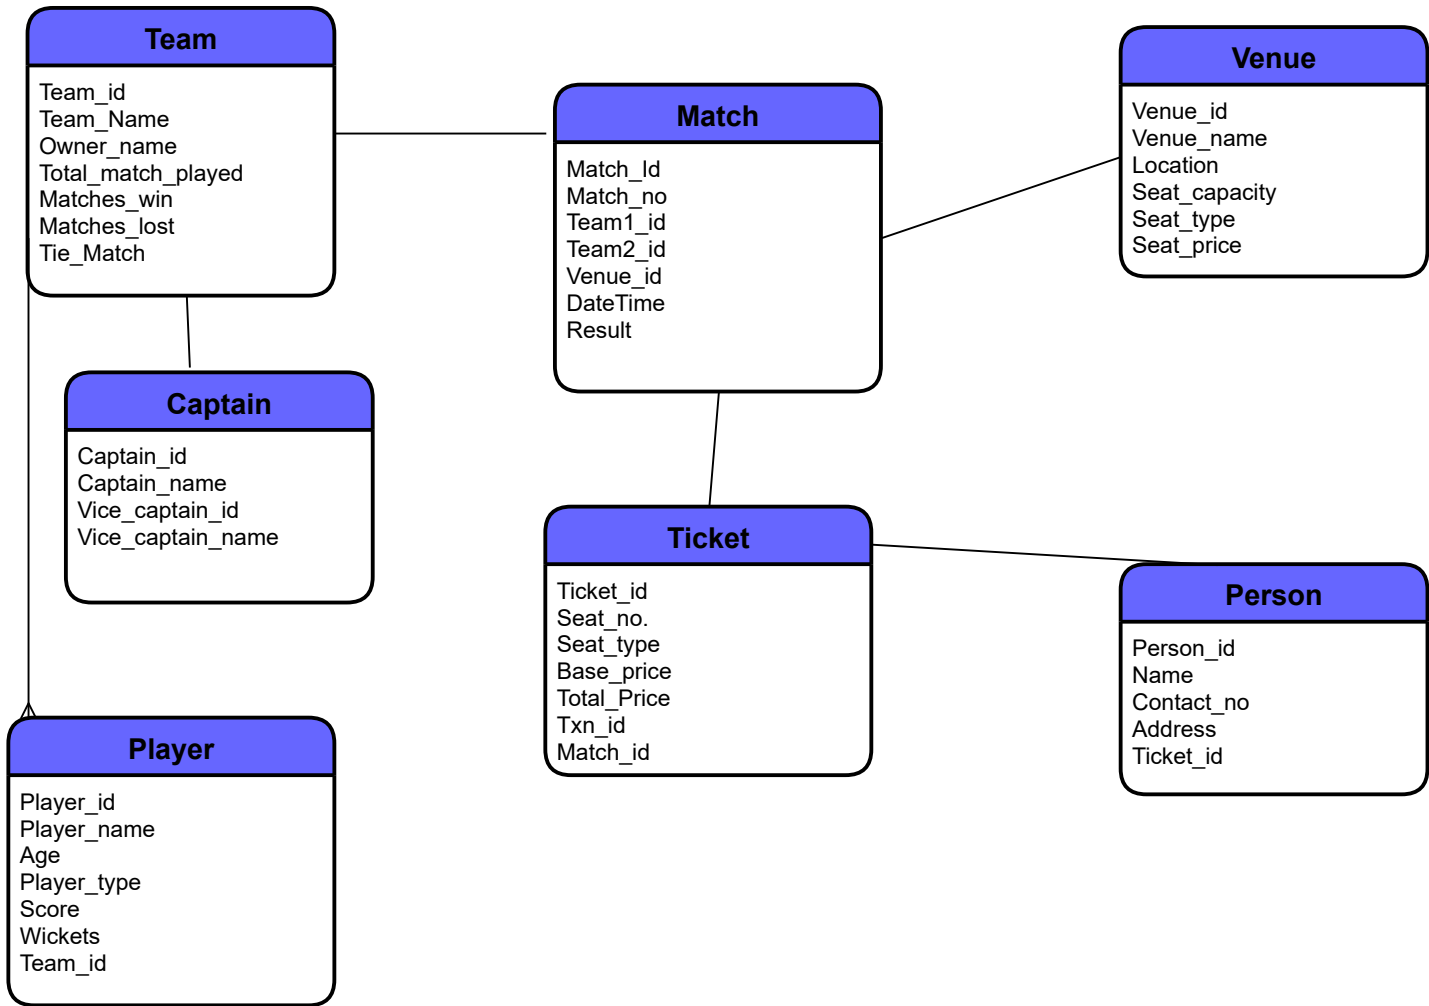 Team
Team_id
Team_Name
Owner_name
Total_match_played
Matches_win
Matches_lost
Tie_Match
Match
Match_Id
Match_no
Team1_id
Team2_id
Venue_id
DateTime
Result
Venue
Venue_id
Venue_name
Location
Seat_capacity
Seat_type
Seat_price
Captain
Captain_id
Captain_name
Vice_captain_id
Vice_captain_name
Ticket
Ticket_id
Seat_no.
Seat_type
Base_price
Total_Price
Txn_id
Match_id
Person
Person_id
Name
Contact_no
Address
Ticket_id
Player
Player_id
Player_name
Age
Player_type
Score
Wickets
Team_id